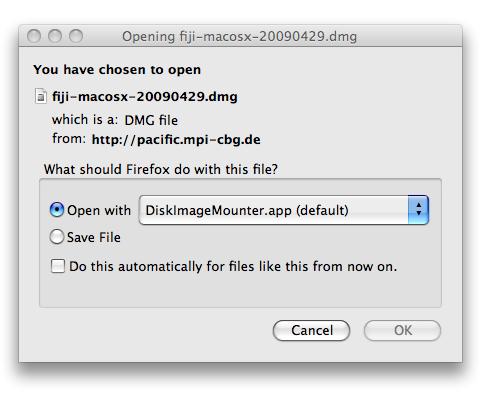 Opening fiji-macosx-20090429.dmg
You have chosen to open
fiji-macosx-20090429.dmg
which is a: DMG file
from: http://pacific.mpi-cbg.de
What should Firefox do with this file?
Open with DiskImageMounter.app (default)
Save File
Do this automatically for files like this from now on.
Cancel OK